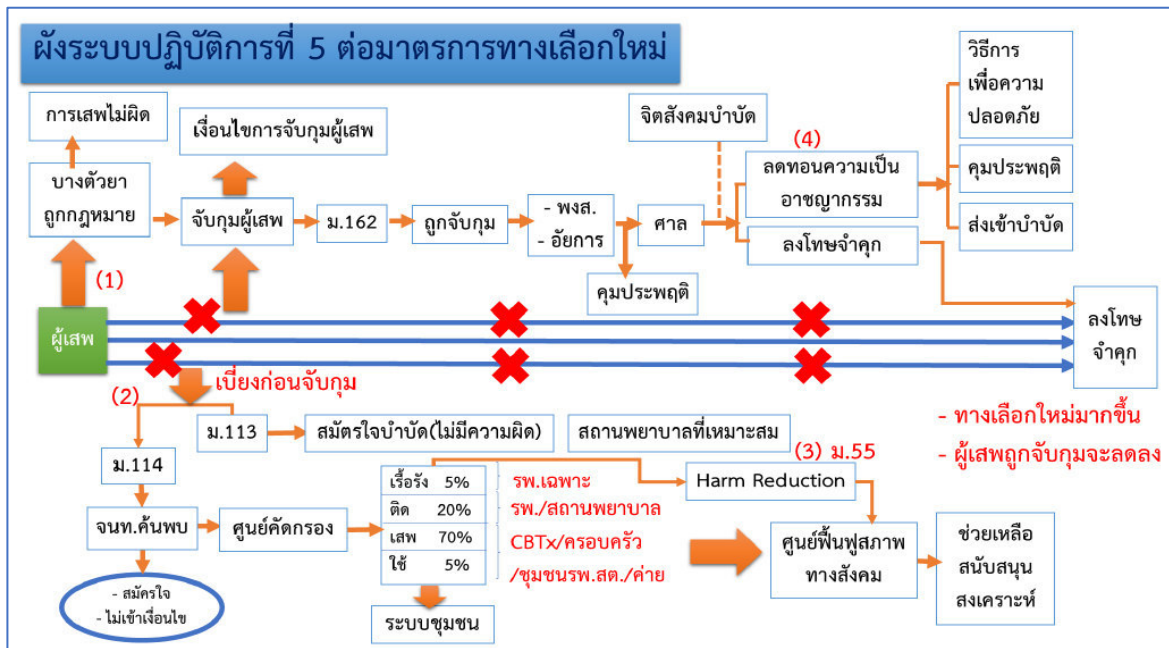 ผังระบบปฏิบัติการที่ 5 ต่อมาตรการทางเลือกใหม่
การเสพไม่ผิด
เงื่อนไขการจับกุมผู้เสพ
จิตสังคมบำบัด
(4)
วิธีการ
เพื่อความ
ปลอดภัย
บางตัวยา
ถูกกฎหมาย
จับกุมผู้เสพ
ม.162
ถูกจับกุม
- พงส.
- อัยการ
ศาล
ลดทอนความเป็น
อาชญากรรม
คุมประพฤติ
ส่งเข้าบำบัด
ลงโทษจำคุก
คุมประพฤติ
(1)
ผู้เสพ
ลงโทษ
จำคุก
เบี่ยงก่อนจับกุม
(2)
- ทางเลือกใหม่มากขึ้น
- ผู้เสพถูกจับกุมจะลดลง
ม.113
สมัครใจบำบัด(ไม่มีความผิด)
สถานพยาบาลที่เหมาะสม
(3) ม.55
ม.114
เรื้อรัง 5%
รพ.เฉพาะ
Harm Reduction
ติด 20%
รพ./สถานพยาบาล
จนท.ค้นพบ
ศูนย์คัดกรอง
เสพ 70%
CBTx/ครอบครัว
ใช้ 5%
/ชุมชนรพ.สต./ค่าย
ศูนย์ฟื้นฟูสภาพ
ทางสังคม
ช่วยเหลือ
สนับสนุน
สงเคราะห์
- สมัครใจ
- ไม่เข้าเงื่อนไข
ระบบชุมชน